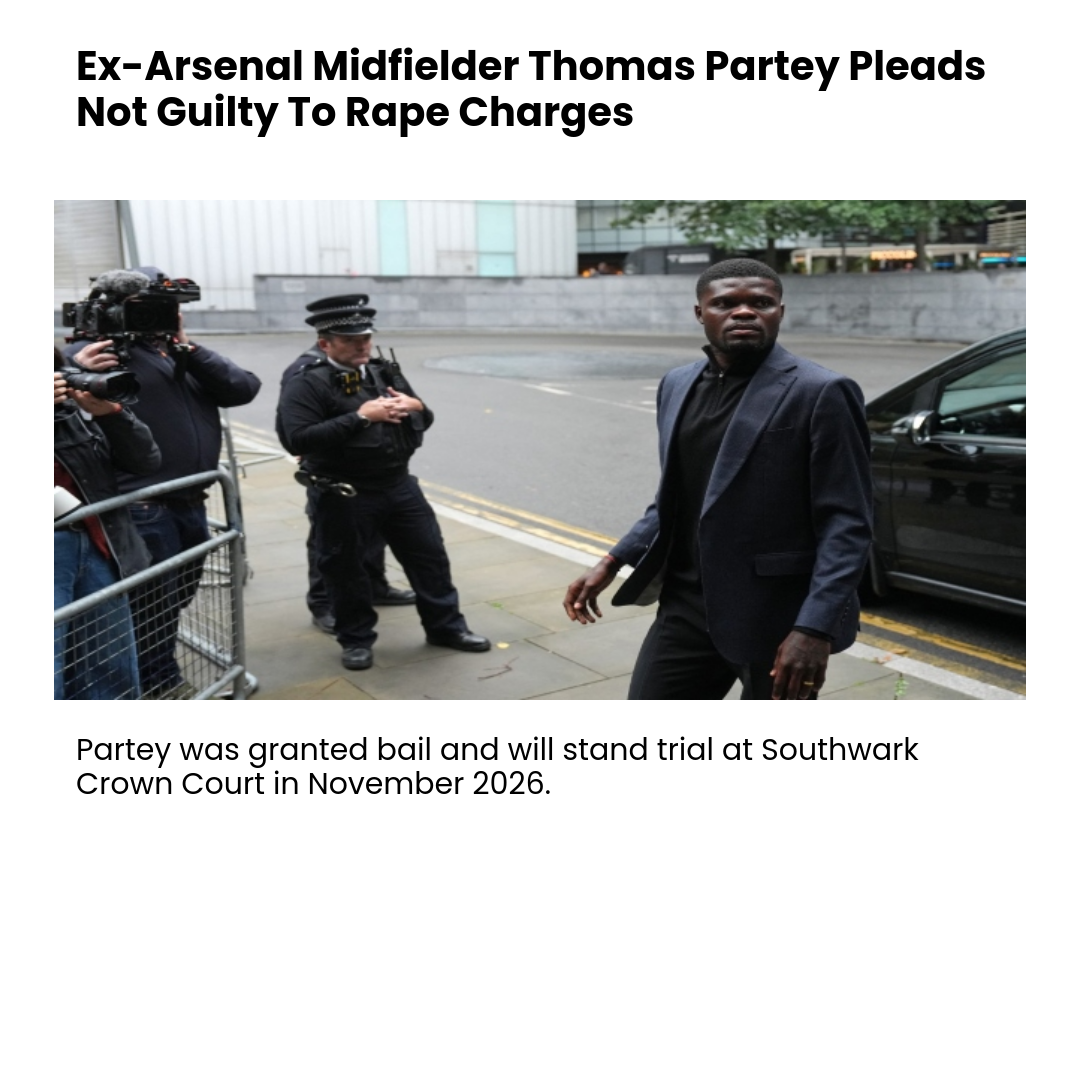 Ex-Arsenal Midfielder Thomas Partey Pleads
Not Guilty To Rape Charges
Partey was granted bail and will stand trial at Southwark
Crown Court in November 2026.